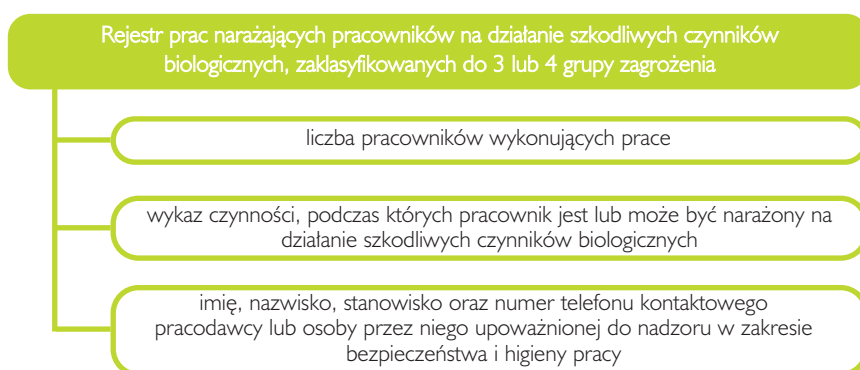 Rejestr prac narażających pracowników na działanie szkodliwych czynników
biologicznych, zaklasyfikowanych do 3 lub 4 grupy zagrożenia
liczba pracowników wykonujących prace
wykaz czynności, podczas których pracownik jest lub może być narażony na
działanie szkodliwych czynników biologicznych
imię, nazwisko, stanowisko oraz numer telefonu kontaktowego
pracodawcy lub osoby przez niego upoważnionej do nadzoru w zakresie
bezpieczeństwa i higieny pracy